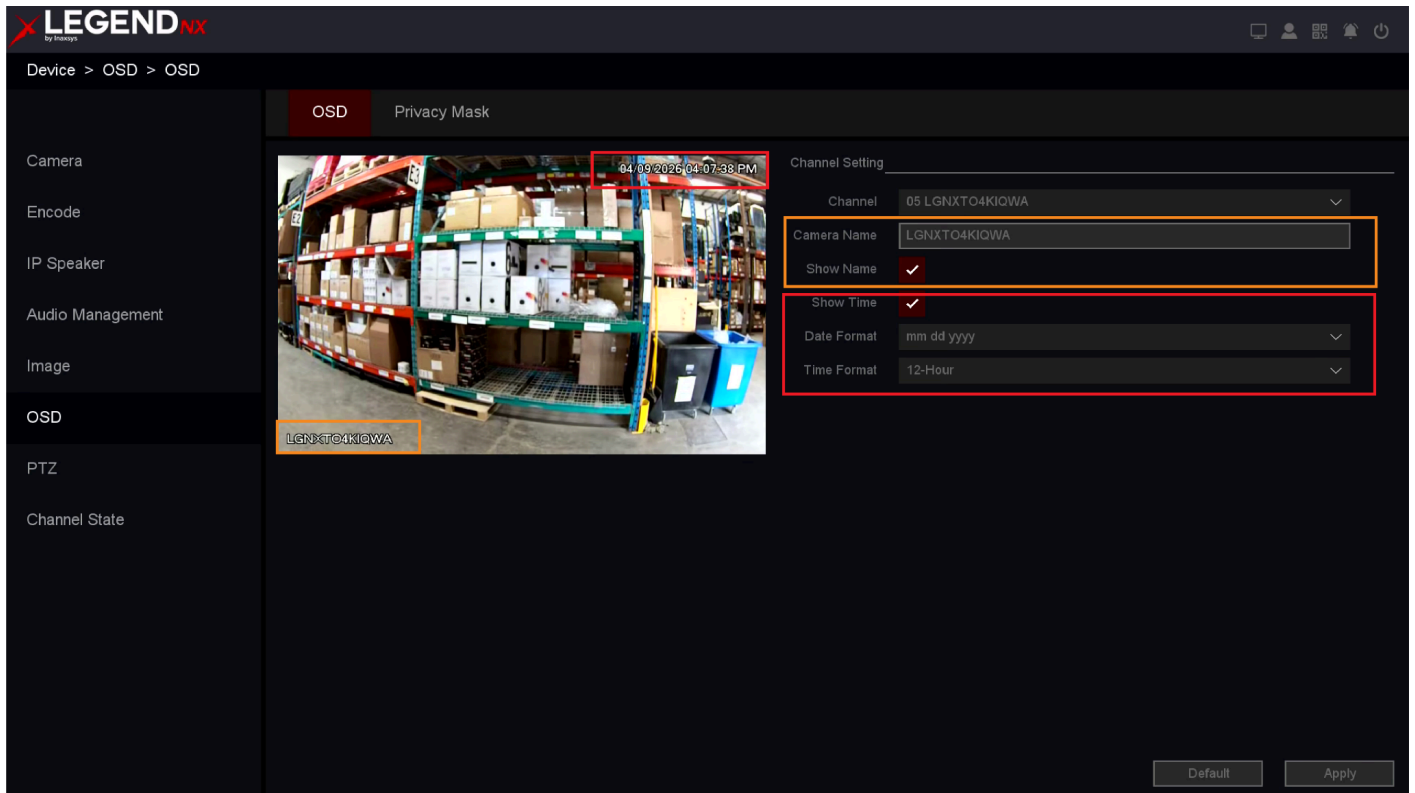 LEGEND NX
by Inaxsys
Device > OSD > OSD
OSD Privacy Mask
Camera
Encode
IP Speaker
Audio Management
Image
OSD
PTZ
Channel State
04/09/2026 04:07:38 PM
E3
E2
LGNXTO4KIQWA
Channel Setting
Channel 05 LGNXTO4KIQWA
Camera Name LGNXTO4KIQWA
Show Name
Show Time
Date Format mm dd yyyy
Time Format 12-Hour
Default Apply